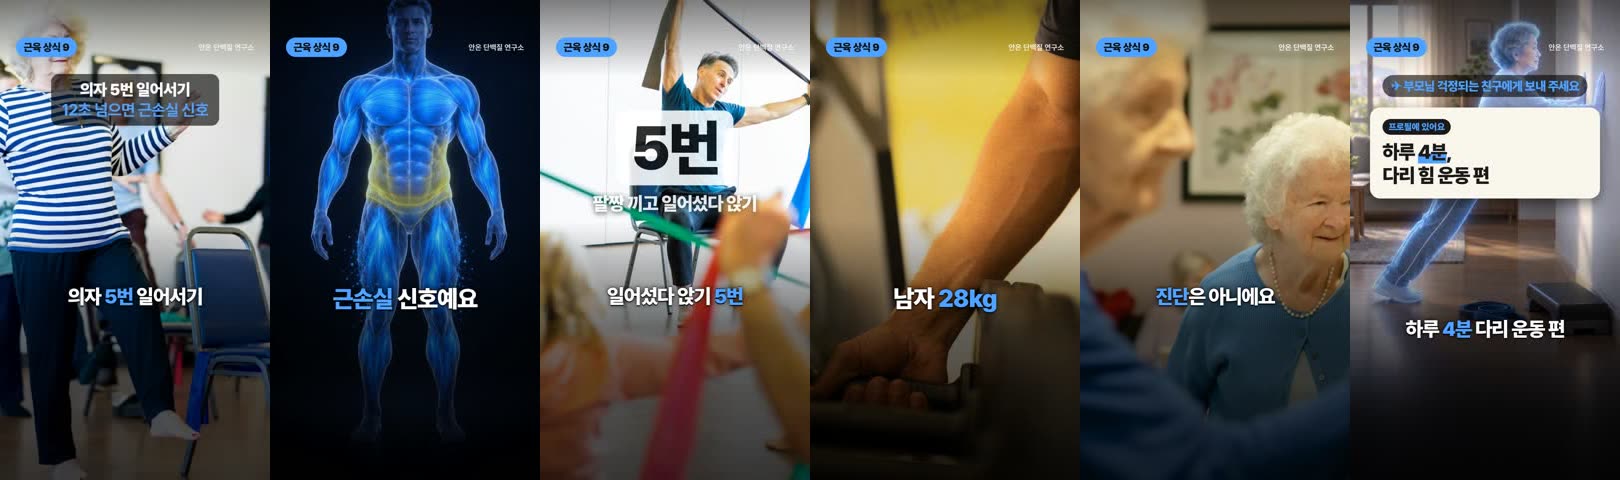 근육 상식 9
안은 단백질 연구소
의자 5번 일어서기
12초 넘으면 근손실 신호
의자 5번 일어서기
근육 상식 9
안은 단백질 연구소
근손실 신호예요
근육 상식 9
안은 단백질 연구소
5번
팔짱 끼고 일어섰다 앉기
일어섰다 앉기 5번
근육 상식 9
안은 단백질 연구소
남자 28kg
근육 상식 9
안은 단백질 연구소
진단은 아니에요
근육 상식 9
안은 단백질 연구소
✈ 부모님 걱정되는 친구에게 보내 주세요
프로필에 있어요
하루 4분,
다리 힘 운동 편
하루 4분 다리 운동 편